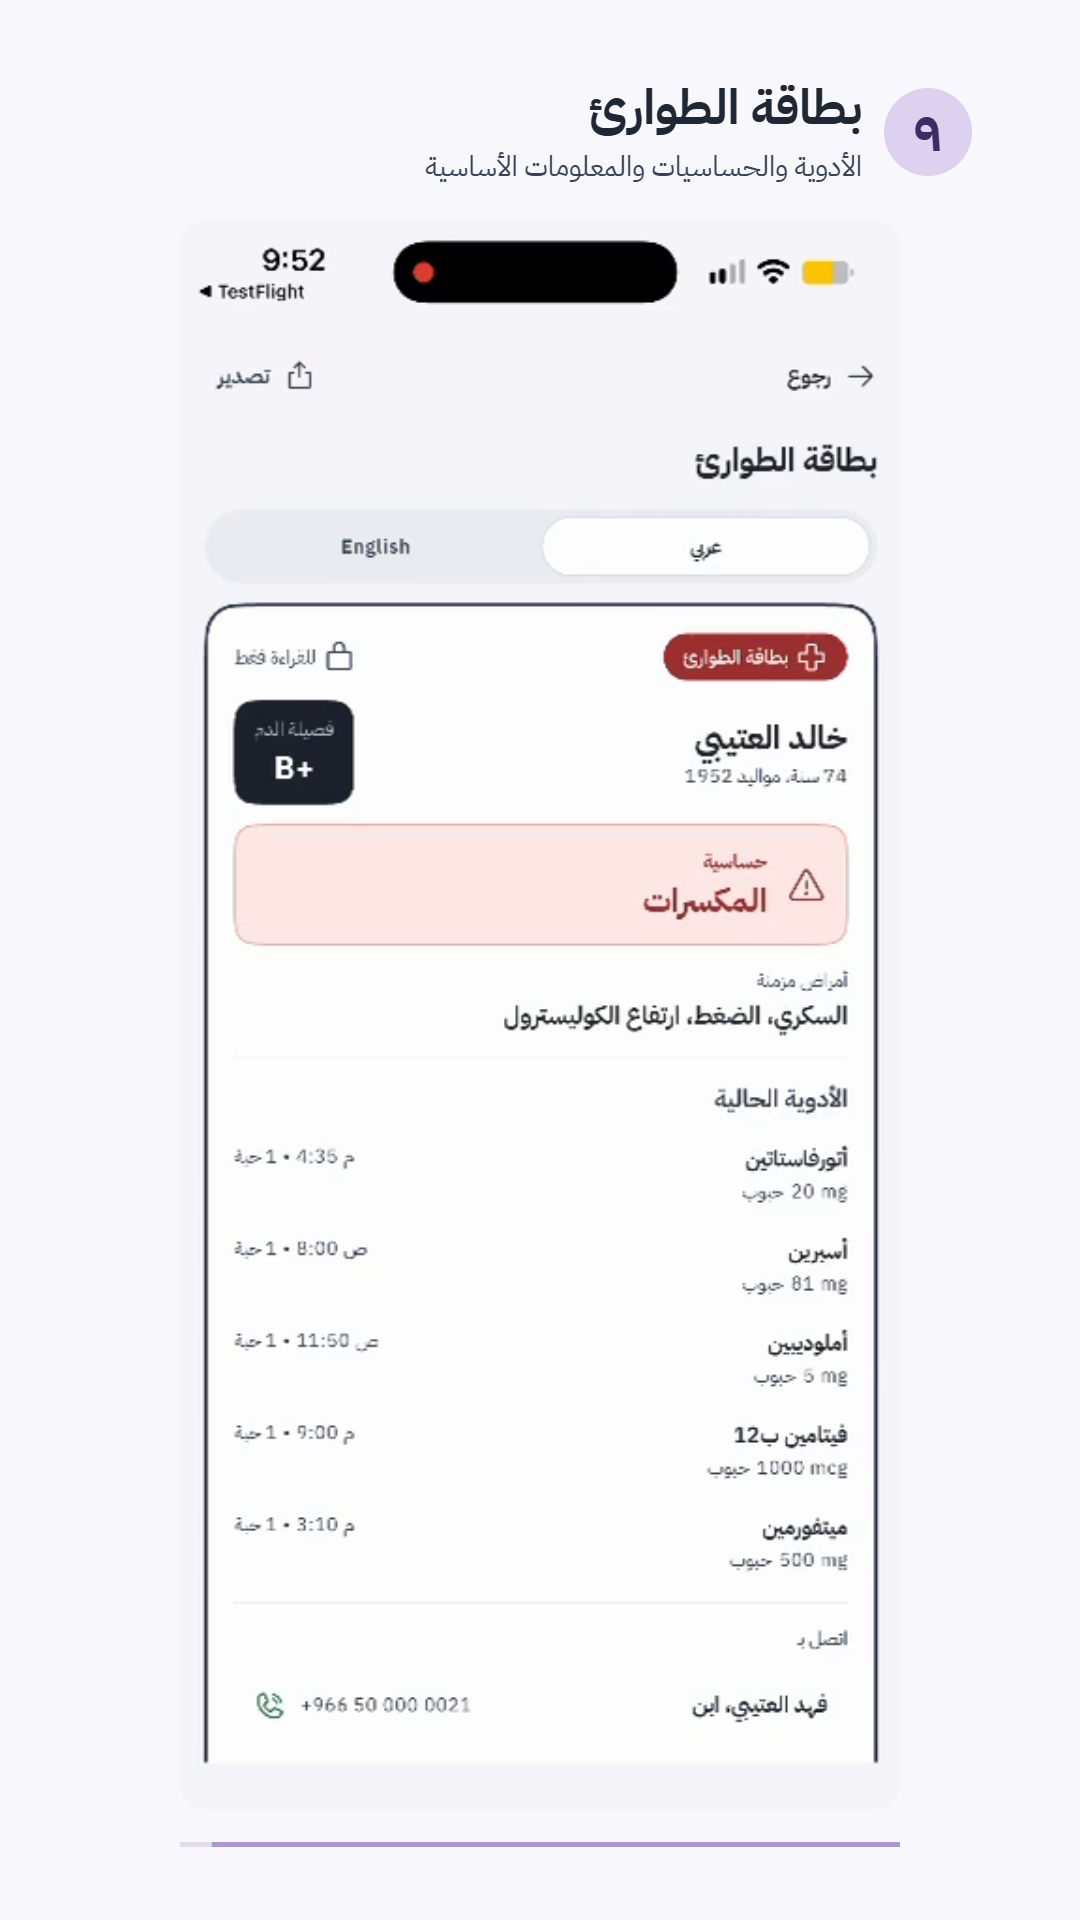 ٩
بطاقة الطوارئ
الأدوية والحساسيات والمعلومات الأساسية
9:52
◀ TestFlight
رجوع
تصدير
بطاقة الطوارئ
عربي
English
بطاقة الطوارئ
للقراءة فقط
خالد العتيبي
74 سنة، مواليد 1952
فصيلة الدم
B+
حساسية
المكسرات
أمراض مزمنة
السكري، الضغط، ارتفاع الكوليسترول
الأدوية الحالية
أتورفاستاتين
20 mg حبوب
4:35 م • 1 حبة
أسبرين
81 mg حبوب
8:00 ص • 1 حبة
أملوديبين
5 mg حبوب
11:50 ص • 1 حبة
فيتامين ب12
1000 mcg حبوب
9:00 م • 1 حبة
ميتفورمين
500 mg حبوب
3:10 م • 1 حبة
اتصل بـ
فهد العتيبي، ابن
+966 50 000 0021